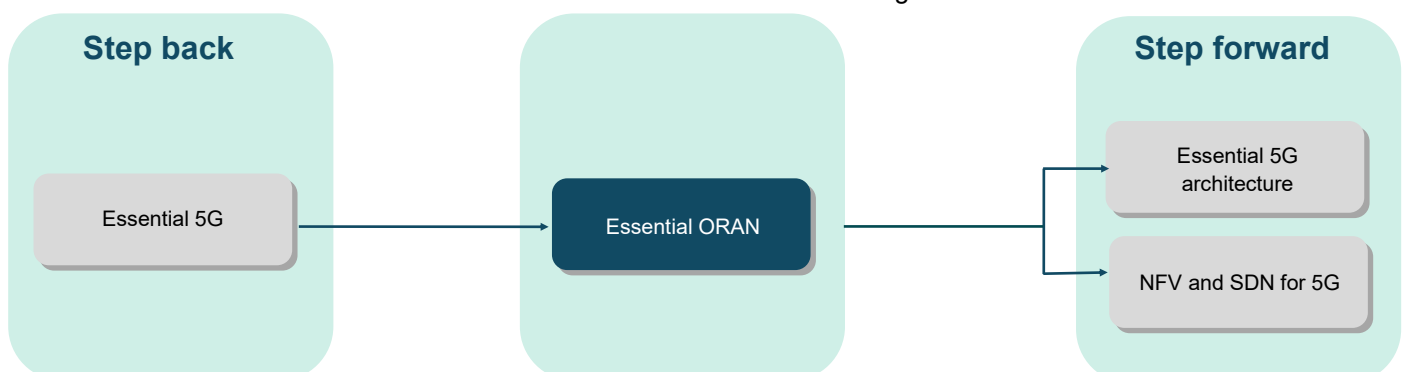 Step back
Step forward
Essential 5G
Essential ORAN
Essential 5G
architecture
NFV and SDN for 5G